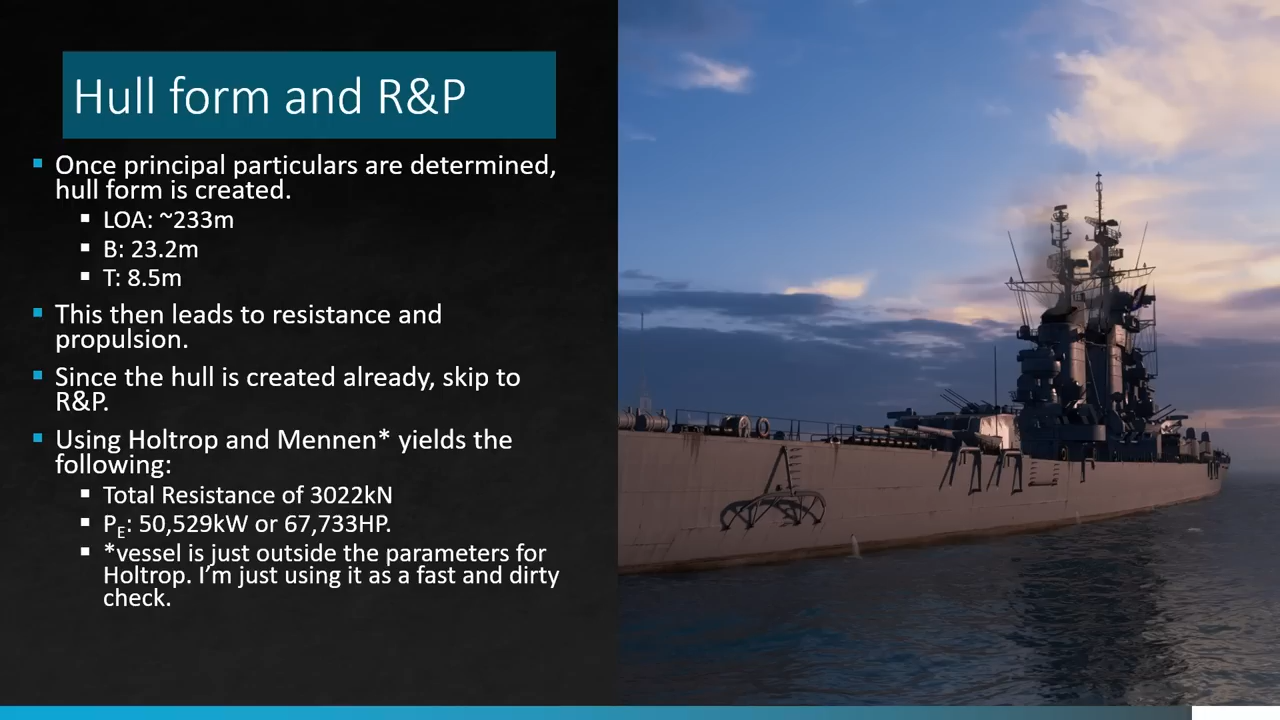 Hull form and R&P
Once principal particulars are determined,
hull form is created.
LOA: ~233m
B: 23.2m
T: 8.5m
This then leads to resistance and
propulsion.
Since the hull is created already, skip to
R&P.
Using Holtrop and Mennen* yields the
following:
Total Resistance of 3022kN
PE: 50,529kW or 67,733HP.
*vessel is just outside the parameters for
Holtrop. I’m just using it as a fast and dirty
check.